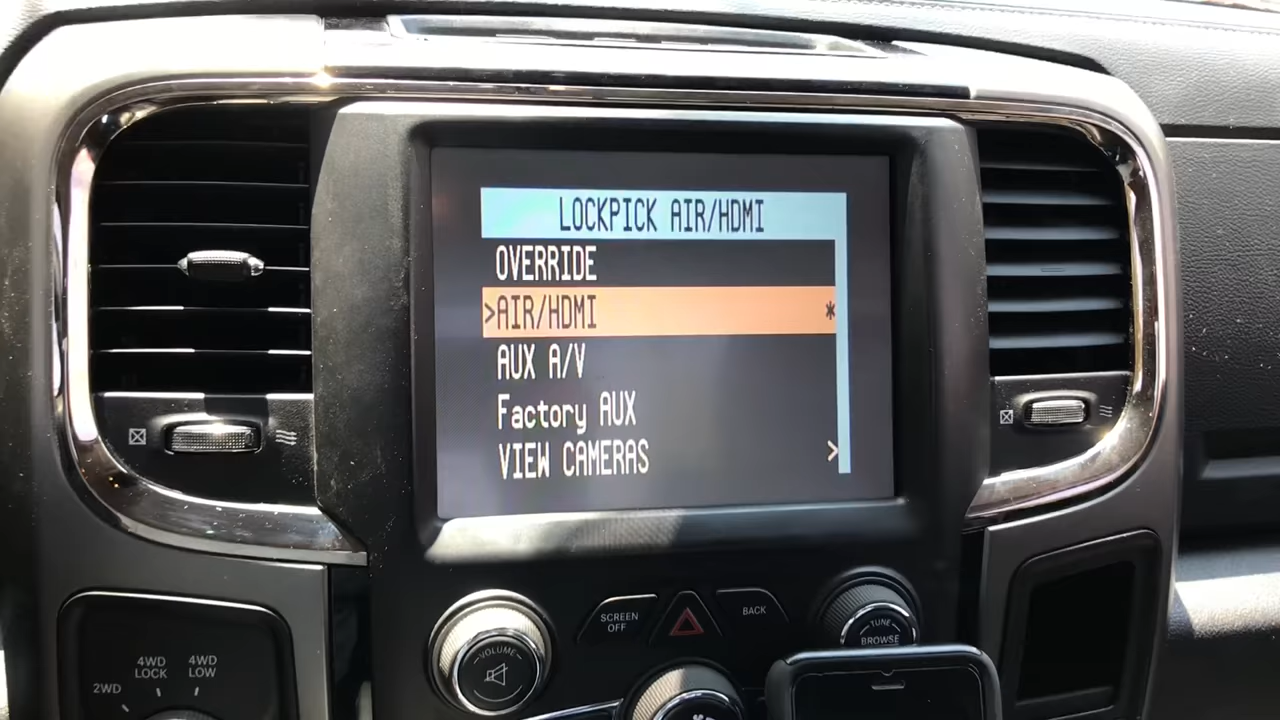 LOCKPICK AIR/HDMI
OVERRIDE
>AIR/HDMI *
AUX A/V
Factory AUX
VIEW CAMERAS >
SCREEN
OFF
BACK
VOLUME
TUNE
BROWSE
4WD
LOCK
4WD
LOW
2WD